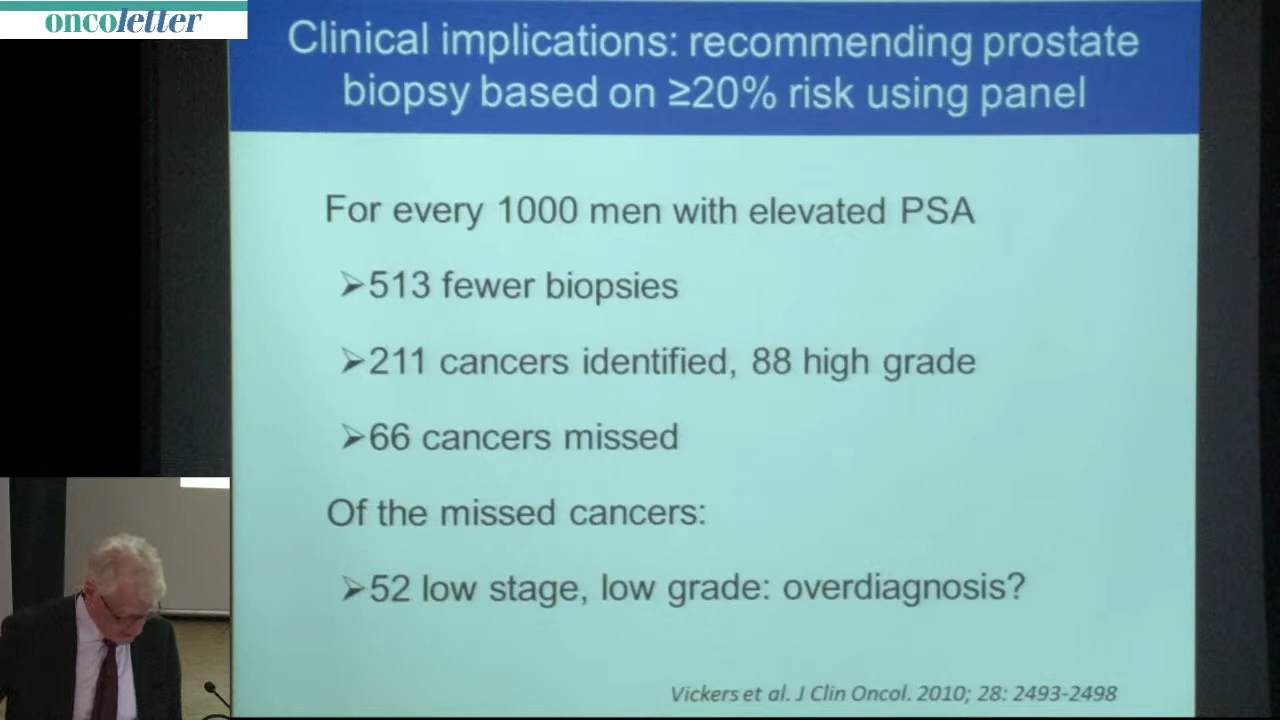 oncoletter
Clinical implications: recommending prostate
biopsy based on ≥20% risk using panel
For every 1000 men with elevated PSA
➢513 fewer biopsies
➢211 cancers identified, 88 high grade
➢66 cancers missed
Of the missed cancers:
➢52 low stage, low grade: overdiagnosis?
Vickers et al. J Clin Oncol. 2010; 28: 2493-2498